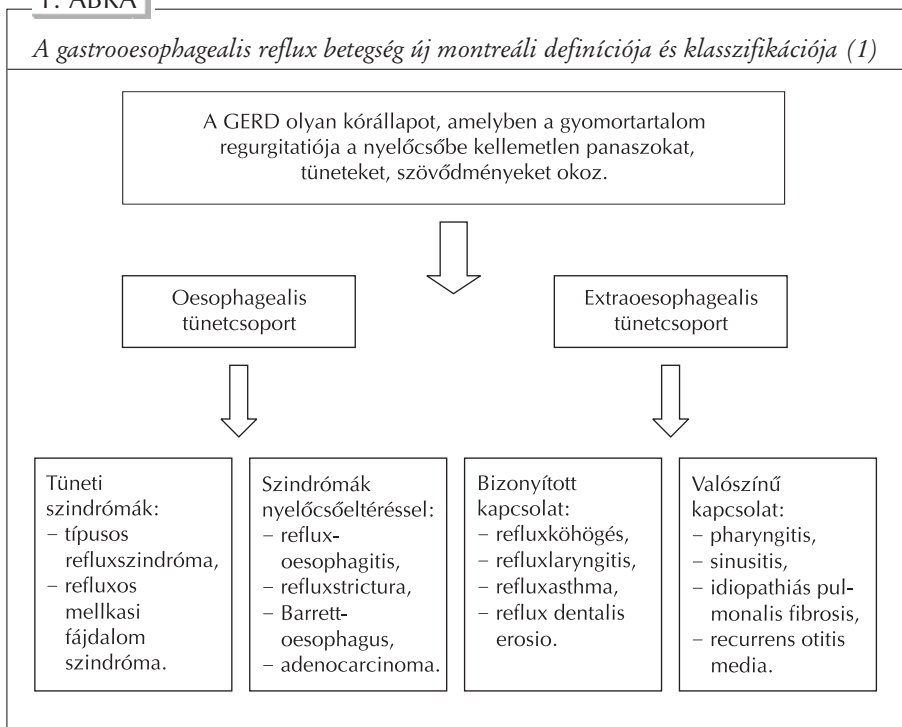 1. ÁBRA
A gastrooesophagealis reflux betegség új montreáli definíciója és klasszifikációja (1)
A GERD olyan kórállapot, amelyben a gyomortartalom
regurgitatiója a nyelőcsőbe kellemetlen panaszokat,
tüneteket, szövődményeket okoz.
Oesophagealis
tünetcsoport
Extraoesophagealis
tünetcsoport
Tüneti
szindrómák:
– típusos
refluxszindróma,
– refluxos
mellkasi
fájdalom
szindróma.
Szindrómák
nyelőcsőeltéréssel:
– reflux-
oesophagitis,
– refluxstrictura,
– Barrett-
oesophagus,
– adenocarcinoma.
Bizonyított
kapcsolat:
– refluxköhögés,
– refluxlaryngitis,
– refluxasthma,
– reflux dentalis
erosio.
Valószínű
kapcsolat:
– pharyngitis,
– sinusitis,
– idiopathiás pul-
monalis fibrosis,
– recurrens otitis
media.